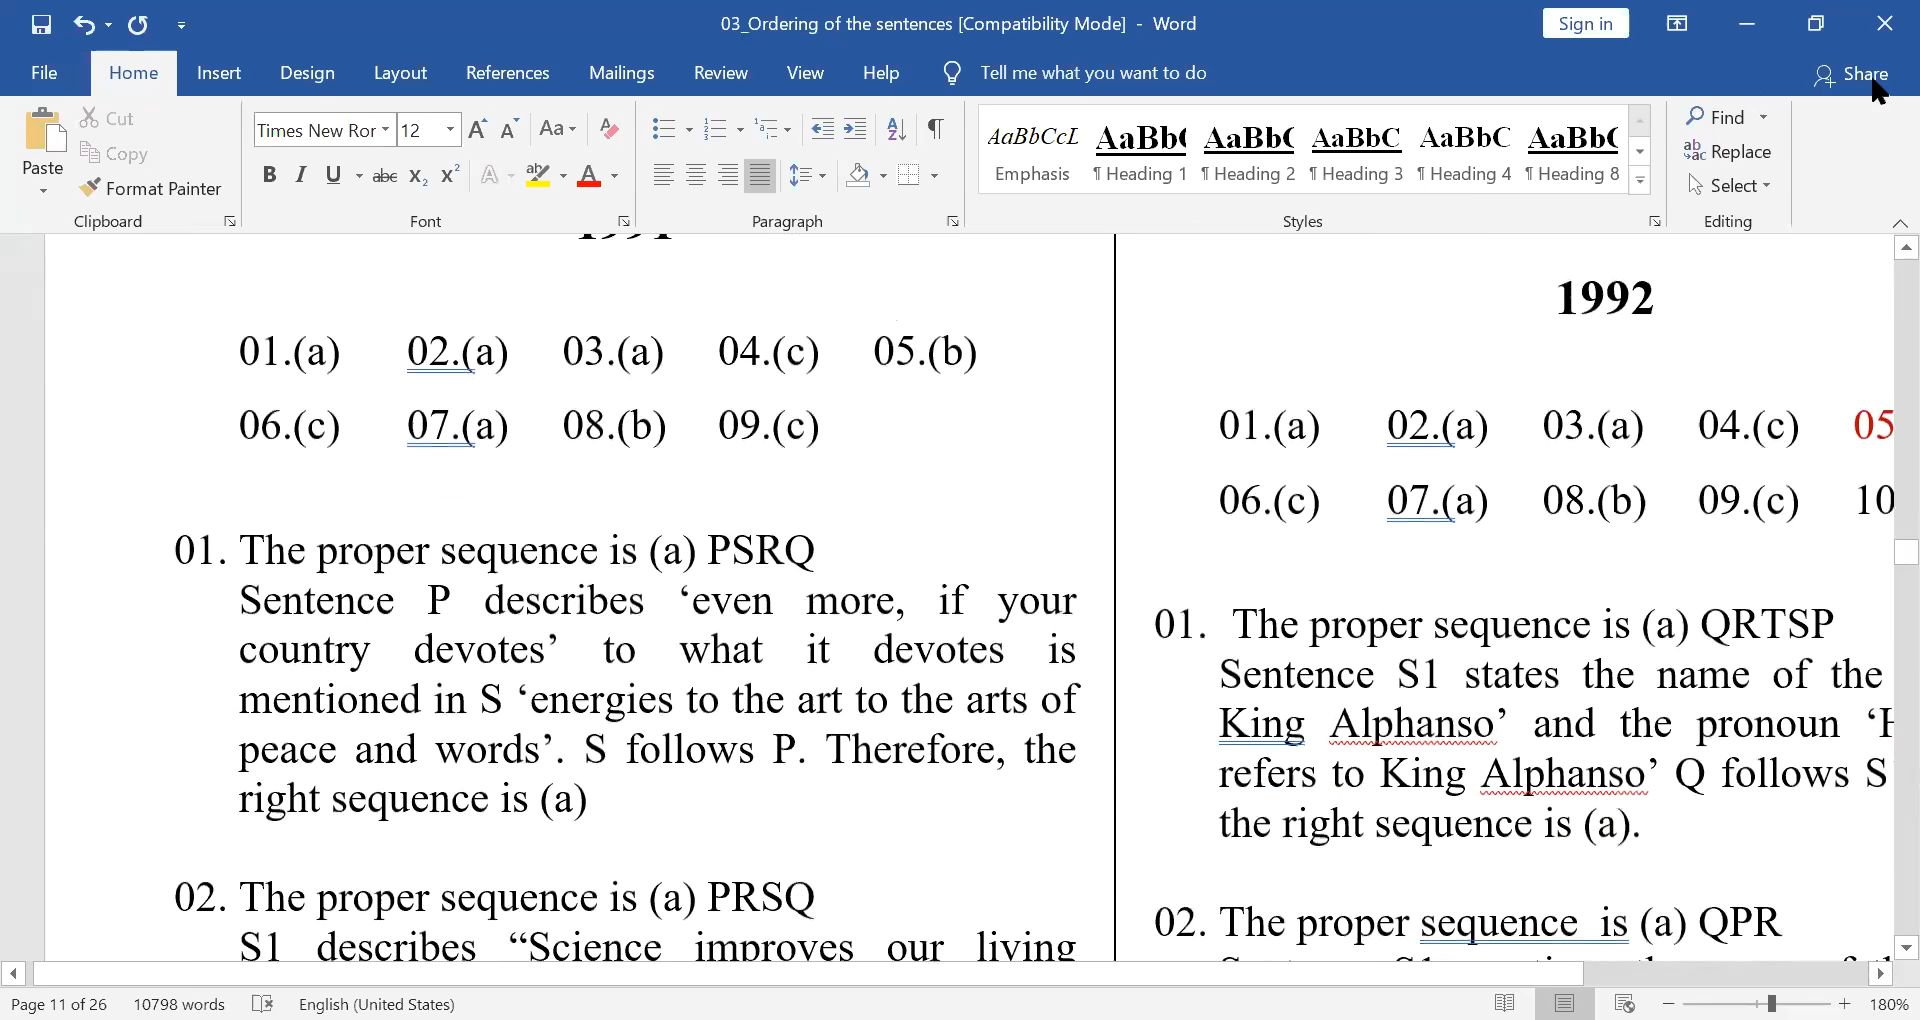 03_Ordering of the sentences [Compatibility Mode] - Word
Sign in
File Home Insert Design Layout References Mailings Review View Help Tell me what you want to do Share
Paste
Cut
Copy
Format Painter
Clipboard
Times New Ror 12
Font
Paragraph
AaBbCcL AaBb( AaBb( AaBbC AaBbC AaBb(
Emphasis ¶ Heading 1 ¶ Heading 2 ¶ Heading 3 ¶ Heading 4 ¶ Heading 8
Styles
Find
Replace
Select
Editing
1991
01.(a) 02.(a) 03.(a) 04.(c) 05.(b)
06.(c) 07.(a) 08.(b) 09.(c)
01. The proper sequence is (a) PSRQ
Sentence P describes ‘even more, if your
country devotes’ to what it devotes is
mentioned in S ‘energies to the art to the arts of
peace and words’. S follows P. Therefore, the
right sequence is (a)
02. The proper sequence is (a) PRSQ
S1 describes “Science improves our living
1992
01.(a) 02.(a) 03.(a) 04.(c) 05
06.(c) 07.(a) 08.(b) 09.(c) 10
01. The proper sequence is (a) QRTSP
Sentence S1 states the name of the
King Alphanso’ and the pronoun ‘H
refers to King Alphanso’ Q follows S
the right sequence is (a).
02. The proper sequence is (a) QPR
Page 11 of 26 10798 words English (United States) 180%